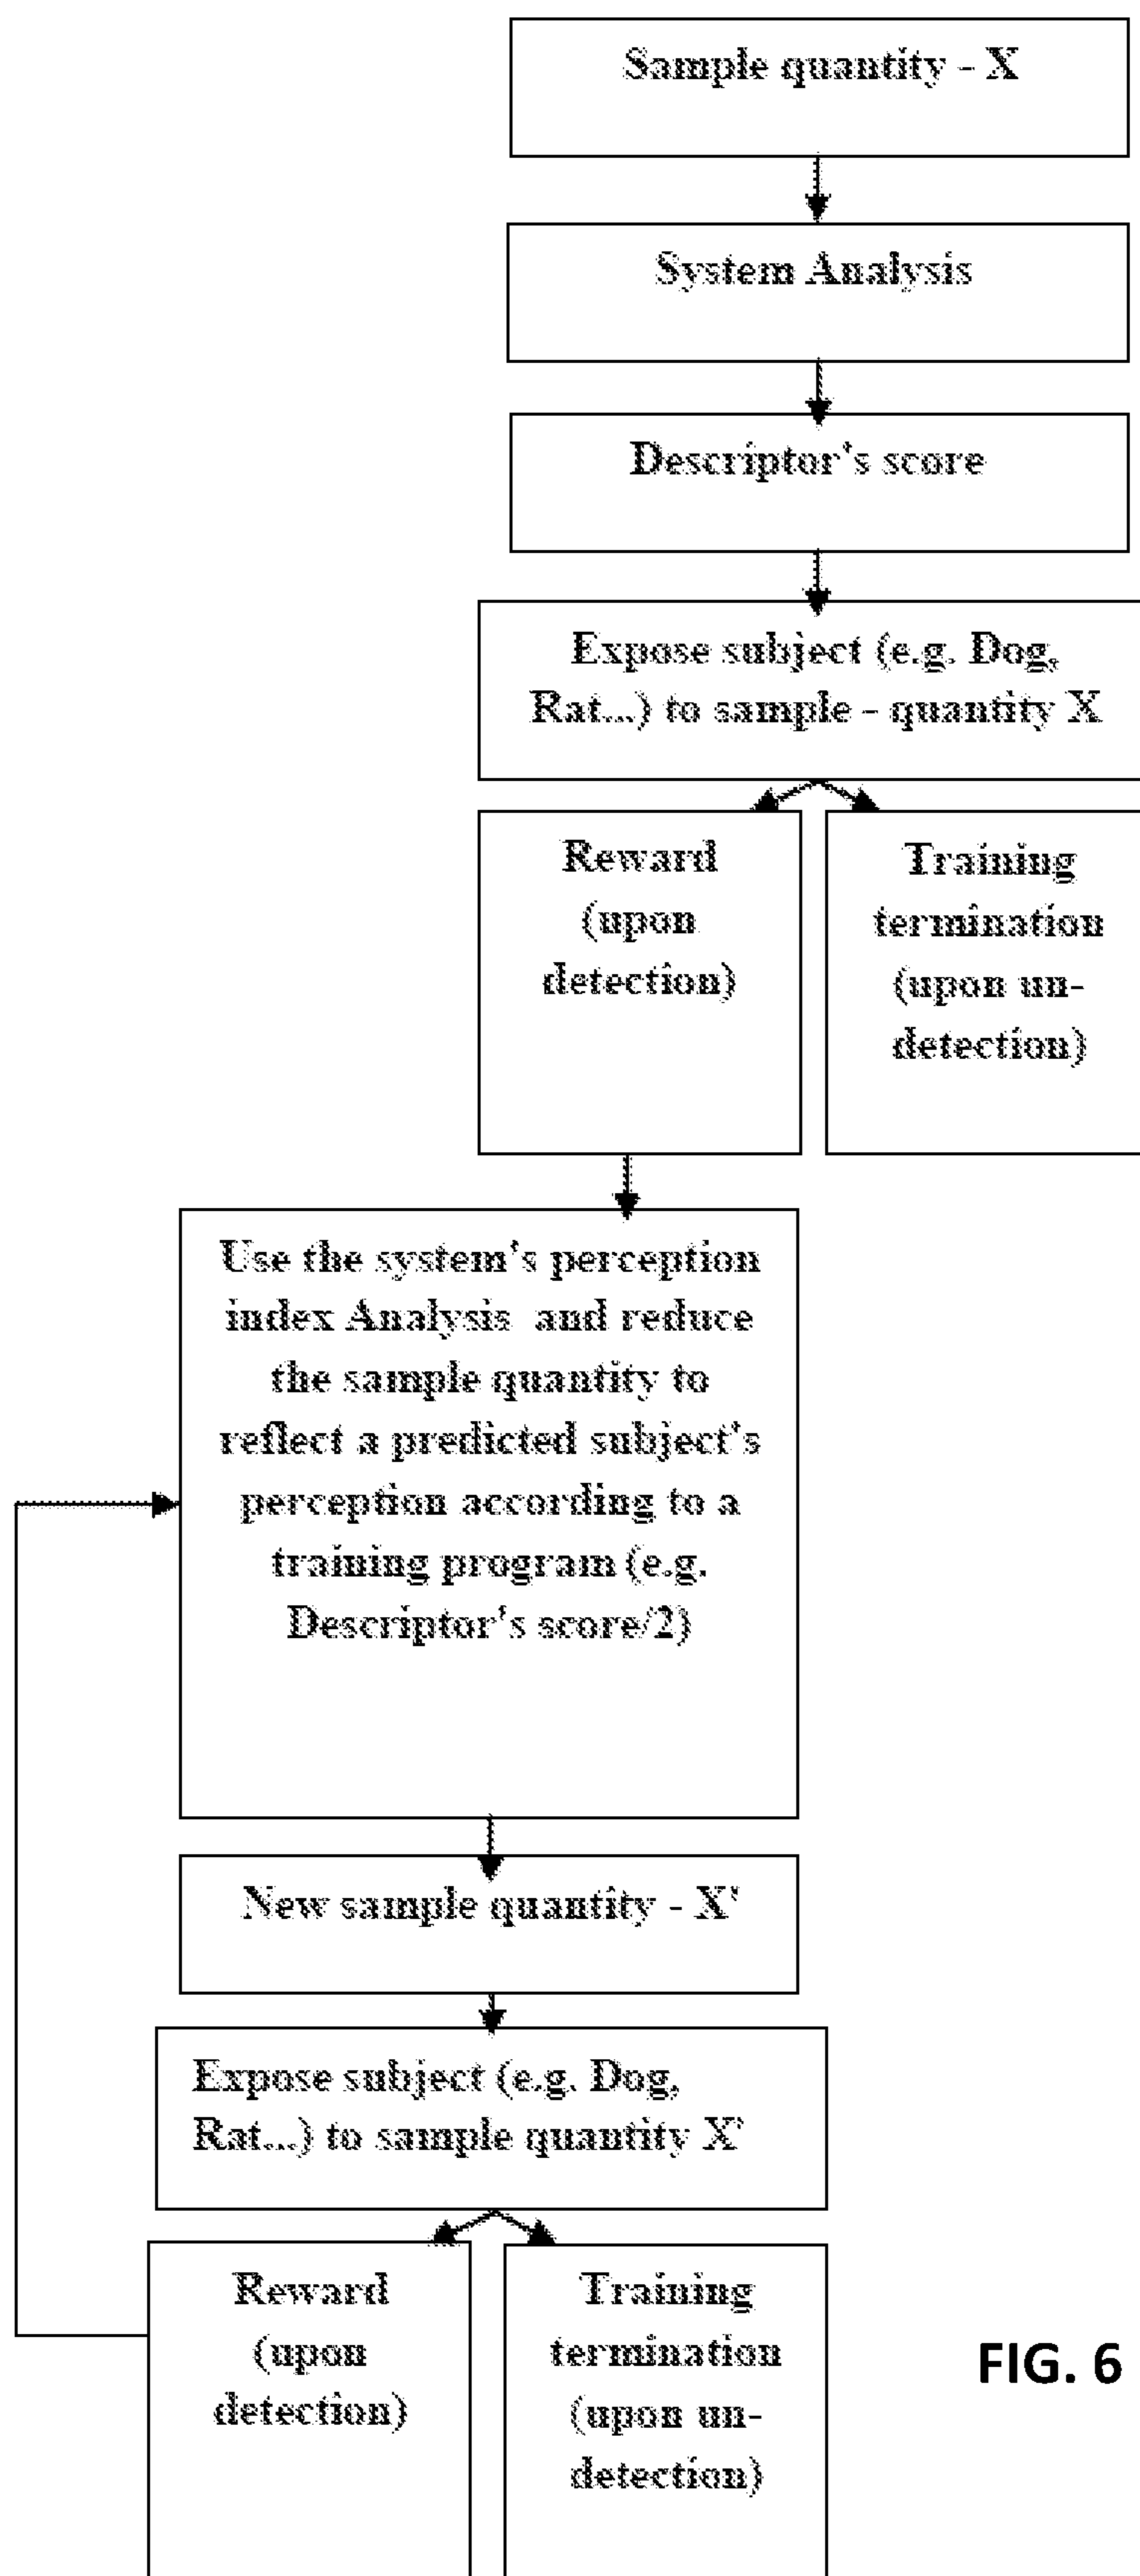 Sample quantity - X
System Analysis
Descriptor's score
Expose subject (e.g. Dog,
Rat...) to sample - quantity X
Reward
(upon
detection)
Training
termination
(upon un-
detection)
Use the system's perception
index Analysis and reduce
the sample quantity to
reflect a predicted subject's
perception according to a
training program (e.g.
Descriptor's score/2)
New sample quantity - X'
Expose subject (e.g. Dog,
Rat...) to sample quantity X'
Reward
(upon
detection)
Training
termination
(upon un-
detection)
FIG. 6